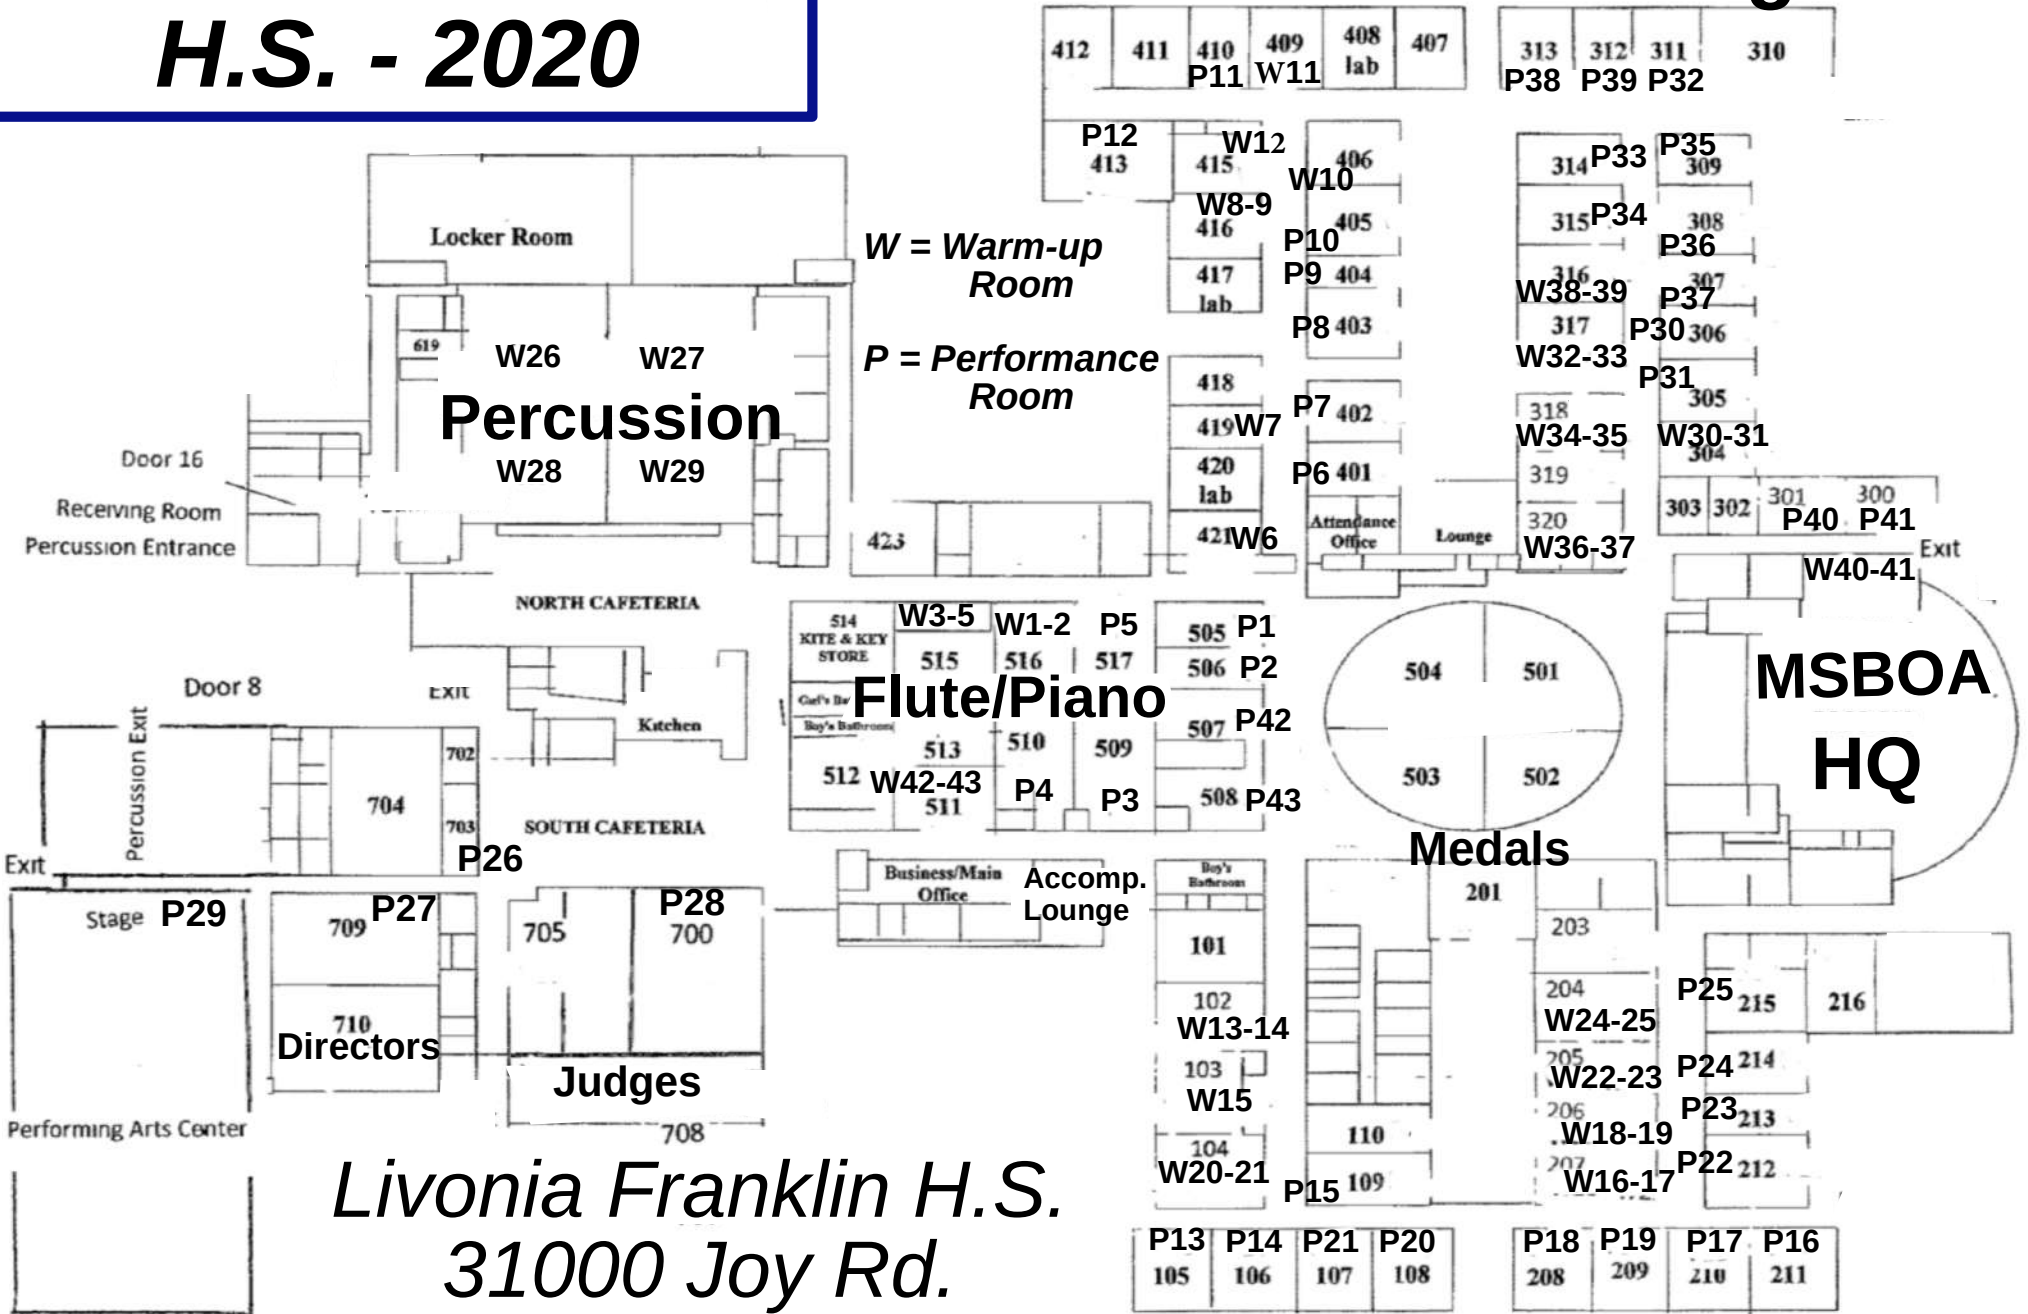 H.S. - 2020
412
411
410
P11
409
W11
408
lab
407
313
P38
312
P39
311
P32
310
P12
413
415
W12
406
W10
W8-9
416
405
P10
P9
404
417
lab
P8
403
314
P33
P35
309
315
P34
308
P36
316
W38-39
307
P37
317
P30
306
W32-33
P31
305
318
W34-35
W30-31
304
319
320
W36-37
303
302
301
P40
300
P41
Exit
W40-41
Locker Room
W = Warm-up
Room
P = Performance
Room
619
W26
W27
Percussion
W28
W29
Door 16
Receiving Room
Percussion Entrance
418
P7
402
419
W7
420
lab
P6
401
421
W6
Attendance
Office
Lounge
423
NORTH CAFETERIA
514
KITE & KEY
STORE
W3-5
515
W1-2
516
P5
517
505
P1
506
P2
Flute/Piano
Boy's Bathroom
507
P42
513
510
509
512
W42-43
511
P4
P3
508
P43
504
501
503
502
MSBOA
HQ
Medals
Door 8
Exit
Kitchen
Percussion Exit
704
702
703
SOUTH CAFETERIA
P26
Exit
Stage
P29
709
P27
705
P28
700
Business/Main
Office
Accomp.
Lounge
Boy's
Bathroom
201
101
203
710
Directors
Judges
708
Performing Arts Center
102
W13-14
103
W15
104
W20-21
204
W24-25
205
W22-23
206
W18-19
207
W16-17
P25
215
216
P24
214
P23
213
P22
212
110
P15
109
Livonia Franklin H.S.
31000 Joy Rd.
P13
105
P14
106
P21
107
P20
108
P18
208
P19
209
P17
210
P16
211